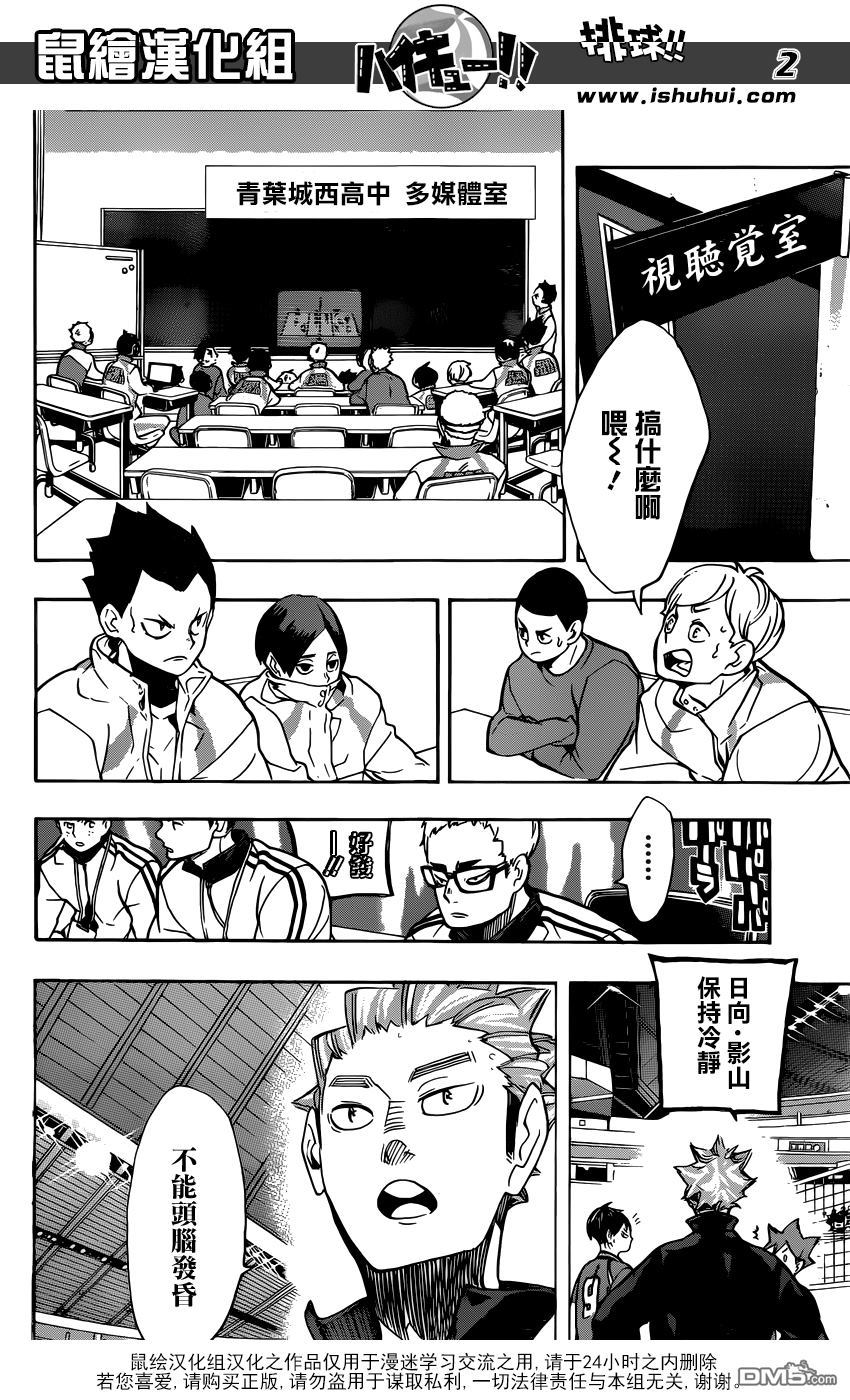 鼠繪漢化組
ハイキュー!!
排球!!
2
www.ishuhui.com
視聴覚室
青葉城西高中 多媒體室
搞什麼啊
喂～！
……
好發
—!!
日向・影山
保持冷靜
不能頭腦發昏
9
鼠绘汉化组汉化之作品仅用于漫迷学习交流之用, 请于24小时之内删除
若您喜爱, 请购买正版, 请勿盗用于谋取私利, 一切法律责任与本组无关, 谢谢。
DM5.com